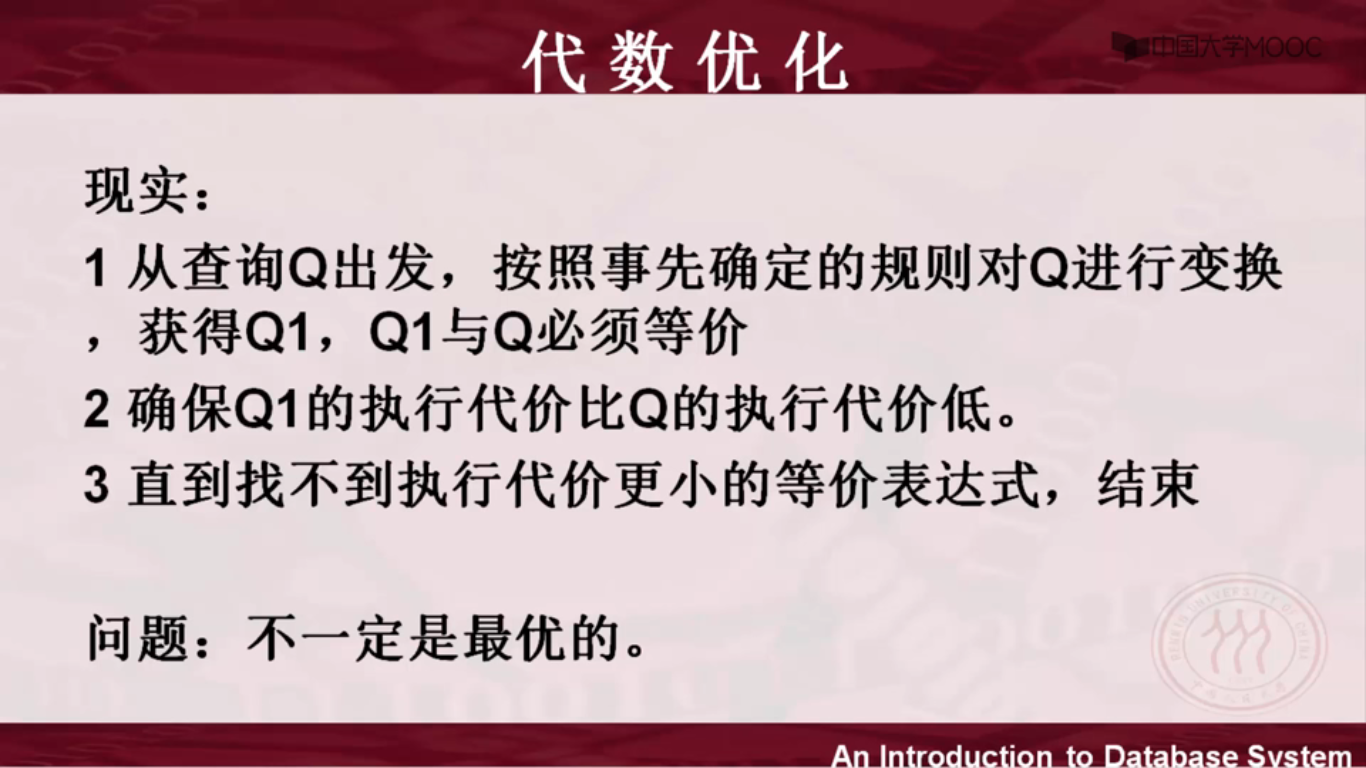 代数优化
中国大学MOOC
现实：
1 从查询Q出发，按照事先确定的规则对Q进行变换
，获得Q1，Q1与Q必须等价
2 确保Q1的执行代价比Q的执行代价低。
3 直到找不到执行代价更小的等价表达式，结束
问题：不一定是最优的。
UNIVERSITY OF CHINA
An Introduction to Database System